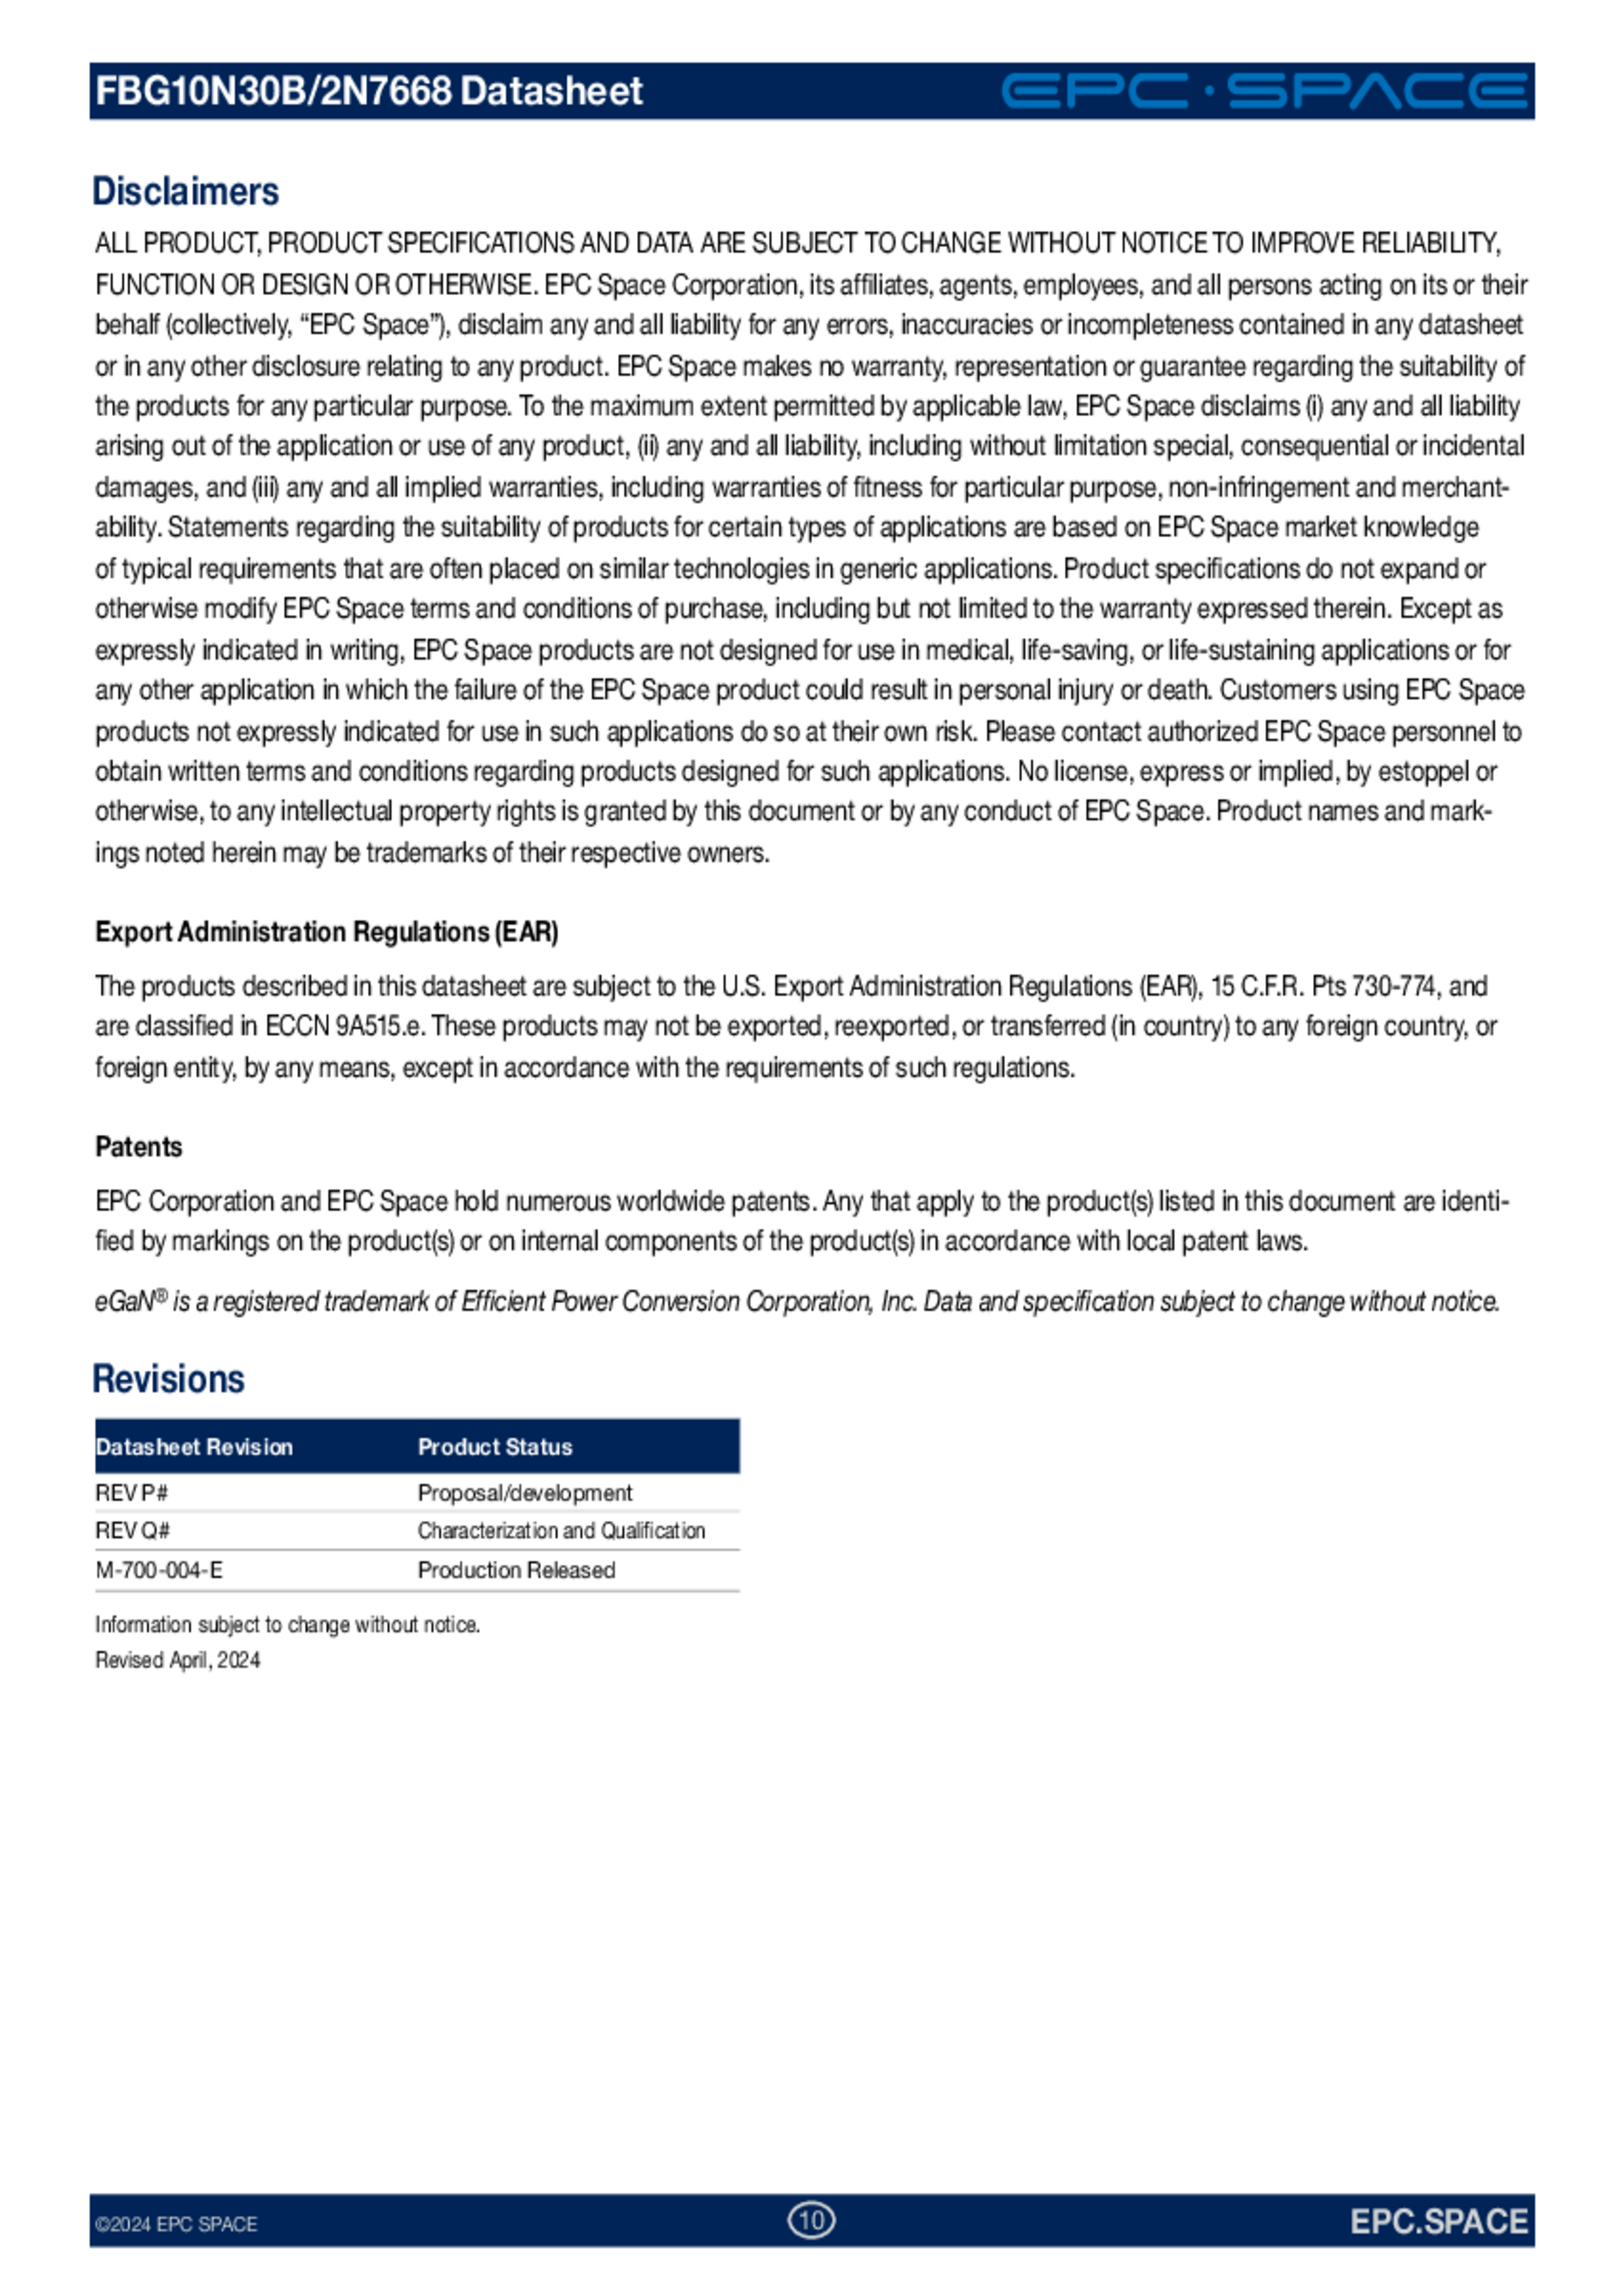 FBG10N30B/2N7668 Datasheet
EPC·SPACE
Disclaimers
ALL PRODUCT, PRODUCT SPECIFICATIONS AND DATA ARE SUBJECT TO CHANGE WITHOUT NOTICE TO IMPROVE RELIABILITY,
FUNCTION OR DESIGN OR OTHERWISE. EPC Space Corporation, its affiliates, agents, employees, and all persons acting on its or their
behalf (collectively, “EPC Space”), disclaim any and all liability for any errors, inaccuracies or incompleteness contained in any datasheet
or in any other disclosure relating to any product. EPC Space makes no warranty, representation or guarantee regarding the suitability of
the products for any particular purpose. To the maximum extent permitted by applicable law, EPC Space disclaims (i) any and all liability
arising out of the application or use of any product, (ii) any and all liability, including without limitation special, consequential or incidental
damages, and (iii) any and all implied warranties, including warranties of fitness for particular purpose, non-infringement and merchant-
ability. Statements regarding the suitability of products for certain types of applications are based on EPC Space market knowledge
of typical requirements that are often placed on similar technologies in generic applications. Product specifications do not expand or
otherwise modify EPC Space terms and conditions of purchase, including but not limited to the warranty expressed therein. Except as
expressly indicated in writing, EPC Space products are not designed for use in medical, life-saving, or life-sustaining applications or for
any other application in which the failure of the EPC Space product could result in personal injury or death. Customers using EPC Space
products not expressly indicated for use in such applications do so at their own risk. Please contact authorized EPC Space personnel to
obtain written terms and conditions regarding products designed for such applications. No license, express or implied, by estoppel or
otherwise, to any intellectual property rights is granted by this document or by any conduct of EPC Space. Product names and mark-
ings noted herein may be trademarks of their respective owners.
Export Administration Regulations (EAR)
The products described in this datasheet are subject to the U.S. Export Administration Regulations (EAR), 15 C.F.R. Pts 730-774, and
are classified in ECCN 9A515.e. These products may not be exported, reexported, or transferred (in country) to any foreign country, or
foreign entity, by any means, except in accordance with the requirements of such regulations.
Patents
EPC Corporation and EPC Space hold numerous worldwide patents. Any that apply to the product(s) listed in this document are identi-
fied by markings on the product(s) or on internal components of the product(s) in accordance with local patent laws.
eGaN® is a registered trademark of Efficient Power Conversion Corporation, Inc. Data and specification subject to change without notice.
Revisions
Datasheet Revision Product Status
REV P# Proposal/development
REV Q# Characterization and Qualification
M-700-004-E Production Released
Information subject to change without notice.
Revised April, 2024
©2024 EPC SPACE
10
EPC.SPACE